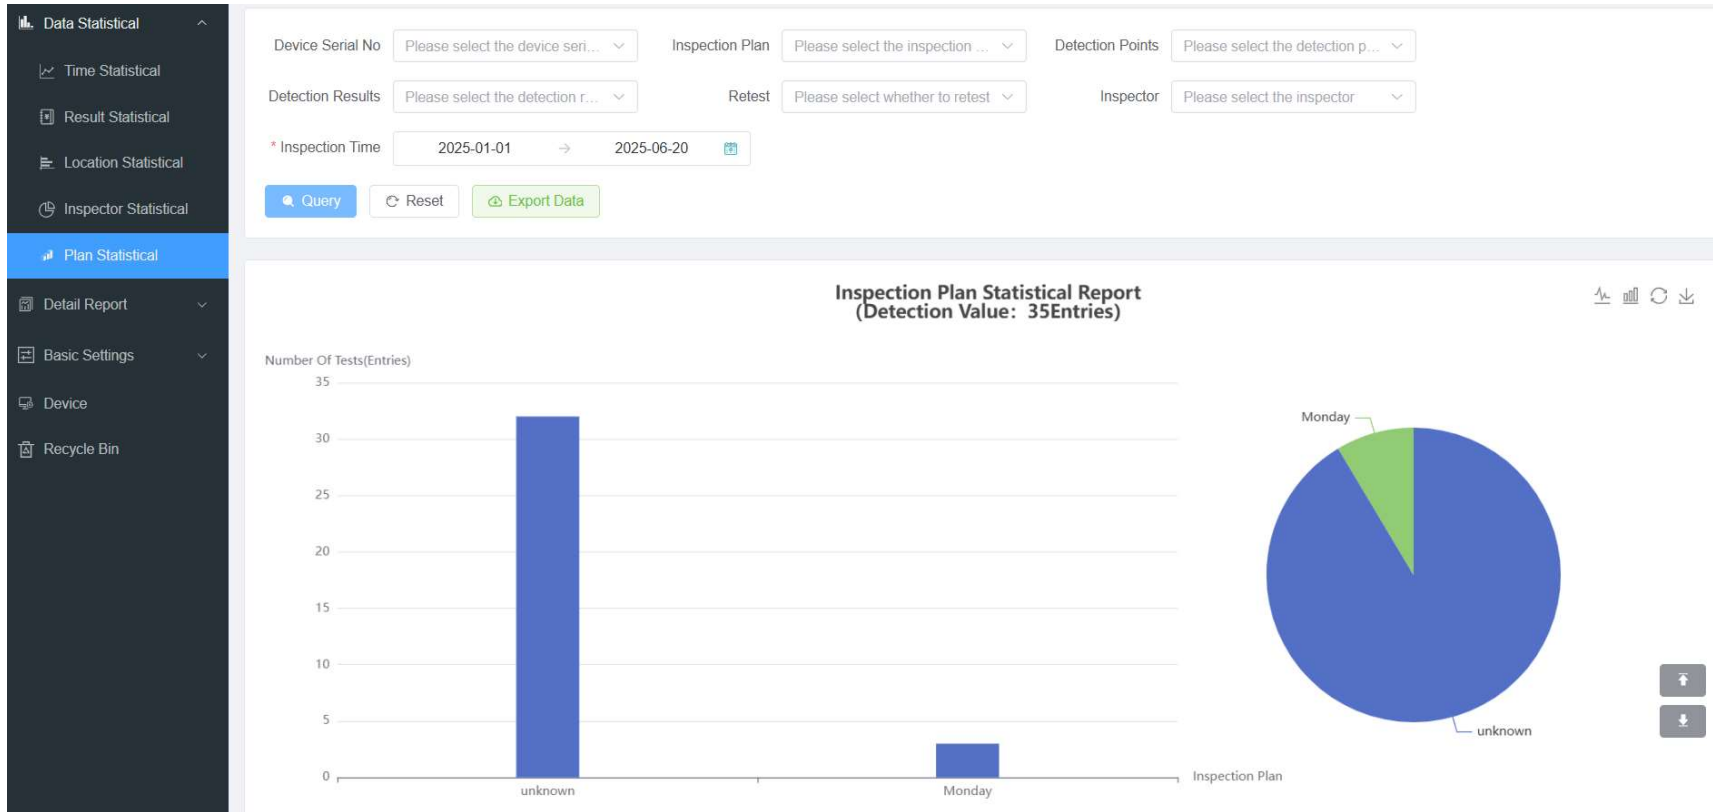 Data Statistical
Time Statistical
Result Statistical
Location Statistical
Inspector Statistical
Plan Statistical
Detail Report
Basic Settings
Device
Recycle Bin
Device Serial No Please select the device seri... Inspection Plan Please select the inspection ... Detection Points Please select the detection p...
Detection Results Please select the detection r... Retest Please select whether to retest Inspector Please select the inspector
* Inspection Time 2025-01-01 → 2025-06-20
Query Reset Export Data
Inspection Plan Statistical Report
(Detection Value: 35Entries)
Number Of Tests(Entries)
35
30
25
20
15
10
5
0
unknown Monday
Inspection Plan
Monday
unknown